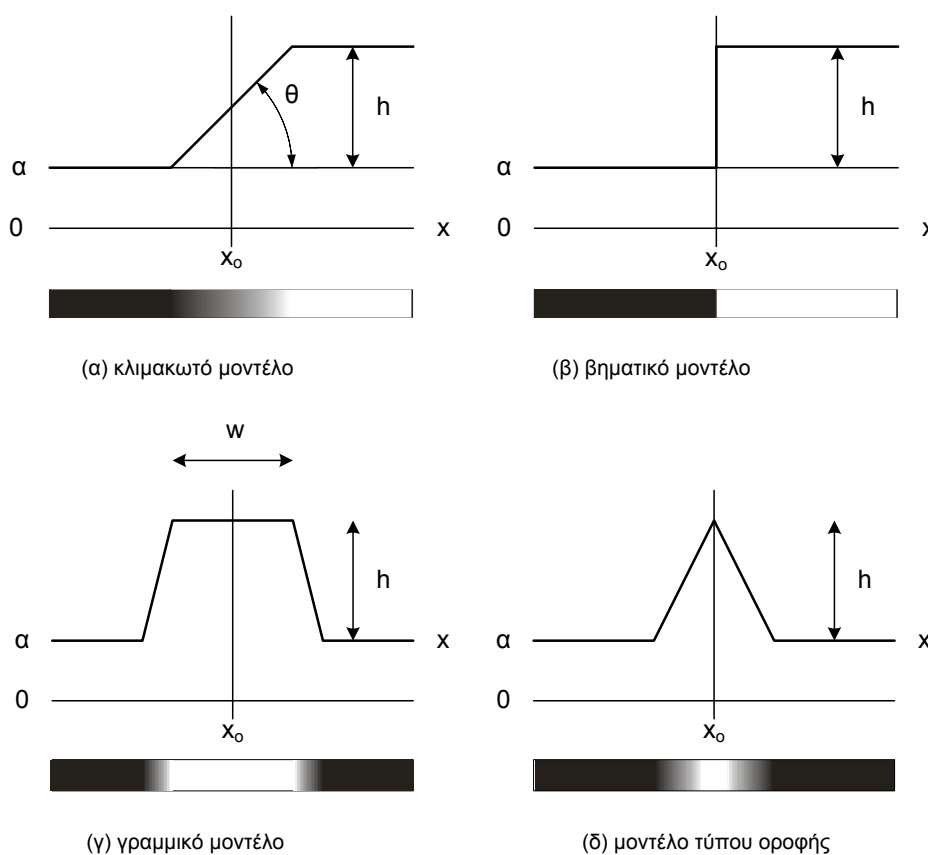 θ
h
α
0
x
xₒ
(α) κλιμακωτό μοντέλο
h
α
0
x
xₒ
(β) βηματικό μοντέλο
w
h
α
x
0
xₒ
(γ) γραμμικό μοντέλο
h
α
x
0
xₒ
(δ) μοντέλο τύπου οροφής